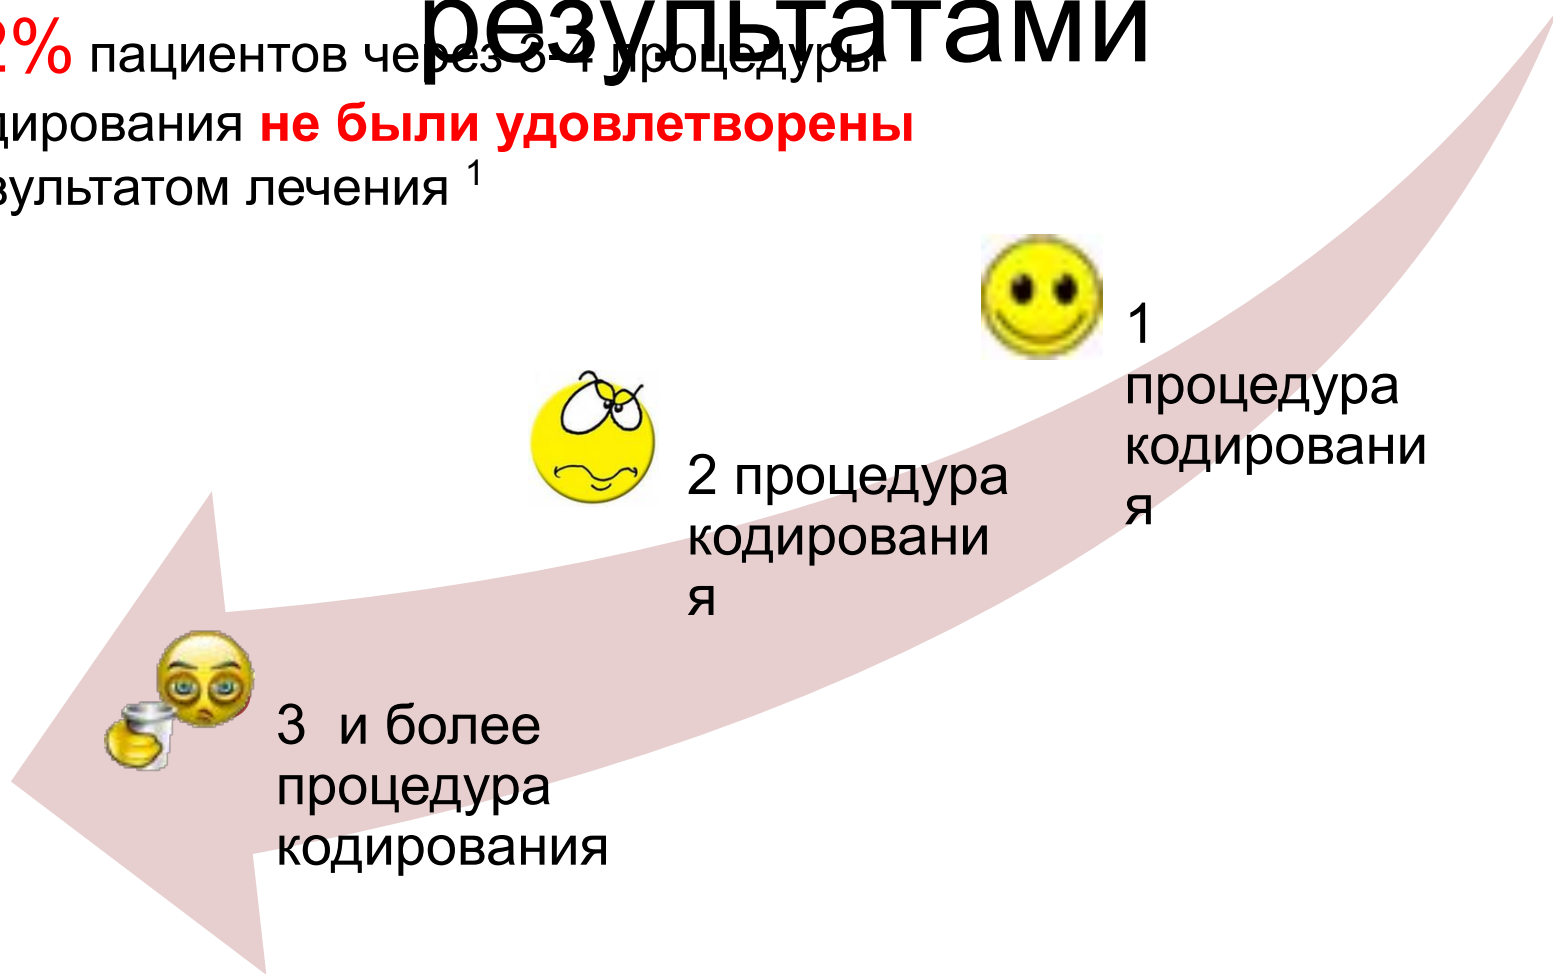 результатами
2% пациентов через 3-4 процедуры
дирования не были удовлетворены
зультатом лечения 1
1
процедура
кодировани
я
2 процедура
кодировани
я
3 и более
процедура
кодирования